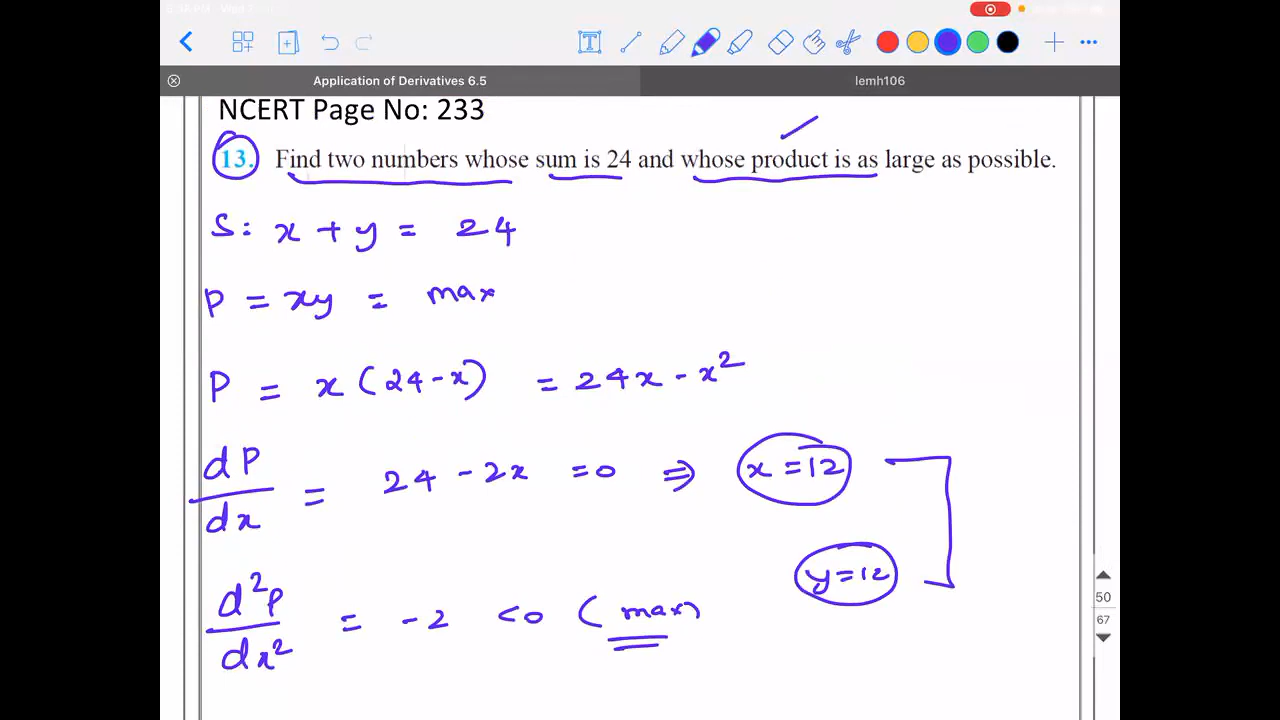 Application of Derivatives 6.5
lemh106
NCERT Page No: 233
13. Find two numbers whose sum is 24 and whose product is as large as possible.
S: x + y = 24
P = xy = max
P = x (24 - x) = 24x - x²
dP/dx = 24 - 2x = 0 ⇒ x = 12
y = 12
d²P/dx² = -2 < 0 (max)
50
67